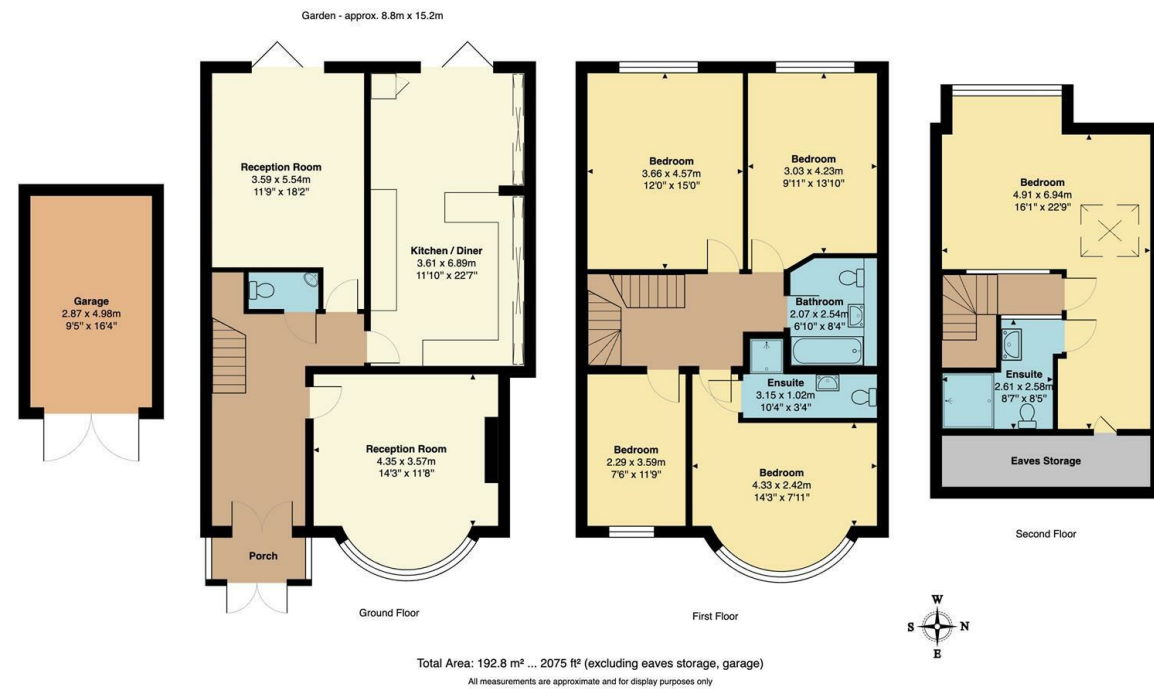 Garden - approx. 8.8m x 15.2m
Garage
2.87 x 4.98m
9'5" x 16'4"
Reception Room
3.59 x 5.54m
11'9" x 18'2"
Kitchen / Diner
3.61 x 6.89m
11'10" x 22'7"
Reception Room
4.35 x 3.57m
14'3" x 11'8"
Porch
Ground Floor
Bedroom
3.66 x 4.57m
12'0" x 15'0"
Bedroom
3.03 x 4.23m
9'11" x 13'10"
Bathroom
2.07 x 2.54m
6'10" x 8'4"
Ensuite
3.15 x 1.02m
10'4" x 3'4"
Bedroom
2.29 x 3.59m
7'6" x 11'9"
Bedroom
4.33 x 2.42m
14'3" x 7'11"
First Floor
Bedroom
4.91 x 6.94m
16'1" x 22'9"
Ensuite
2.61 x 2.58m
8'7" x 8'5"
Eaves Storage
Second Floor
W
S N
E
Total Area: 192.8 m² ... 2075 ft² (excluding eaves storage, garage)
All measurements are approximate and for display purposes only